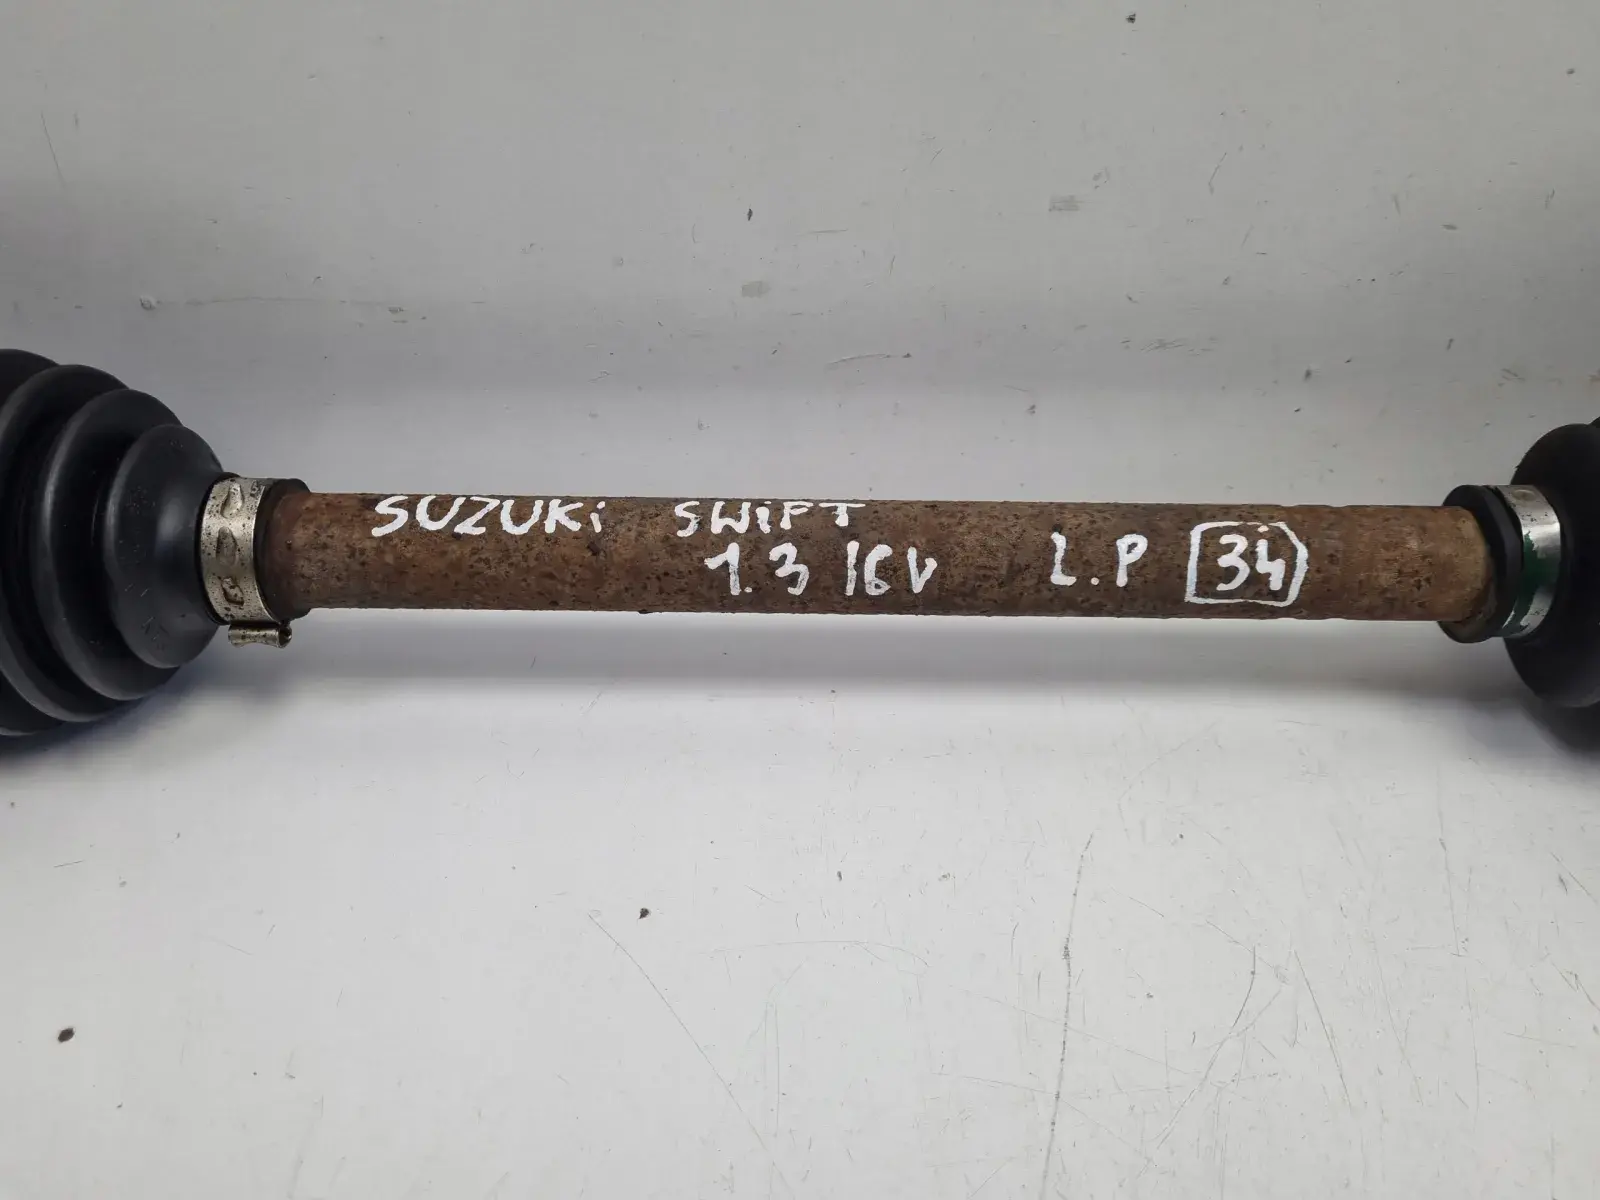 SUZUKi SWiFT
1.3 16V L.P 34